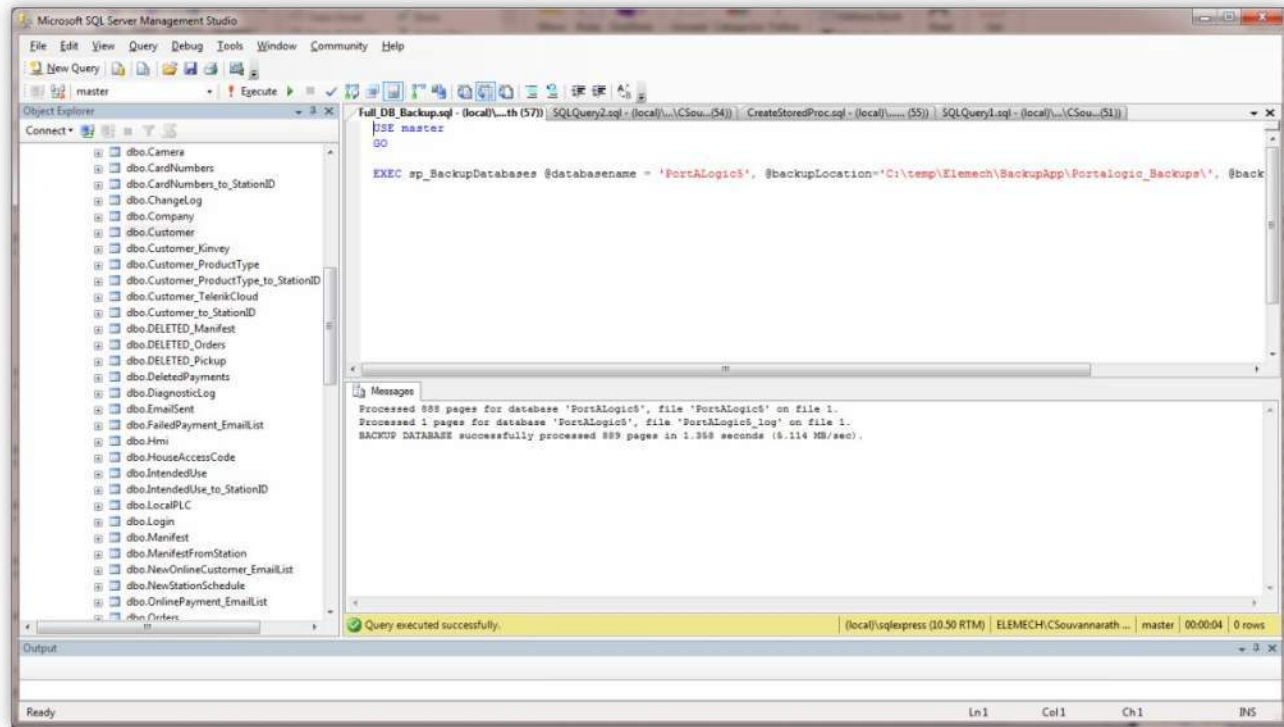 Microsoft SQL Server Management Studio
File Edit View Query Debug Tools Window Community Help
New Query
master Execute
Object Explorer
Connect
dbo.Camera
dbo.CardNumbers
dbo.CardNumbers_to_StationID
dbo.ChangeLog
dbo.Company
dbo.Customer
dbo.Customer_Kinvey
dbo.Customer_ProductType
dbo.Customer_ProductType_to_StationID
dbo.Customer_TelerikCloud
dbo.Customer_to_StationID
dbo.DELETED_Manifest
dbo.DELETED_Orders
dbo.DELETED_Pickup
dbo.DeletedPayments
dbo.DiagnosticLog
dbo.EmailSent
dbo.FailedPayment_EmailList
dbo.Hmi
dbo.HouseAccessCode
dbo.IntendedUse
dbo.IntendedUse_to_StationID
dbo.LocalPLC
dbo.Login
dbo.Manifest
dbo.ManifestFromStation
dbo.NewOnlineCustomer_EmailList
dbo.NewStationSchedule
dbo.OnlinePayment_EmailList
dbo.Orders
Full_DB_Backup.sql - (local)\....th (57)) SQLQuery2.sql - (local)\...\CSou...(54)) CreateStoredProc.sql - (local)\...... (55)) SQLQuery1.sql - (local)\...\CSou...(51))
USE master
GO
EXEC sp_BackupDatabases @databasename = 'PortALogic5', @backupLocation='C:\temp\Elemech\BackupApp\Portalogic_Backups\', @back
Messages
Processed 888 pages for database 'PortALogic5', file 'PortALogic5' on file 1.
Processed 1 pages for database 'PortALogic5', file 'PortALogic5_log' on file 1.
BACKUP DATABASE successfully processed 889 pages in 1.358 seconds (5.114 MB/sec).
Query executed successfully. (local)\sqlexpress (10.50 RTM) ELEMECH\CSouvannarath ... master 00:00:04 0 rows
Output
Ready Ln 1 Col 1 Ch 1 INS